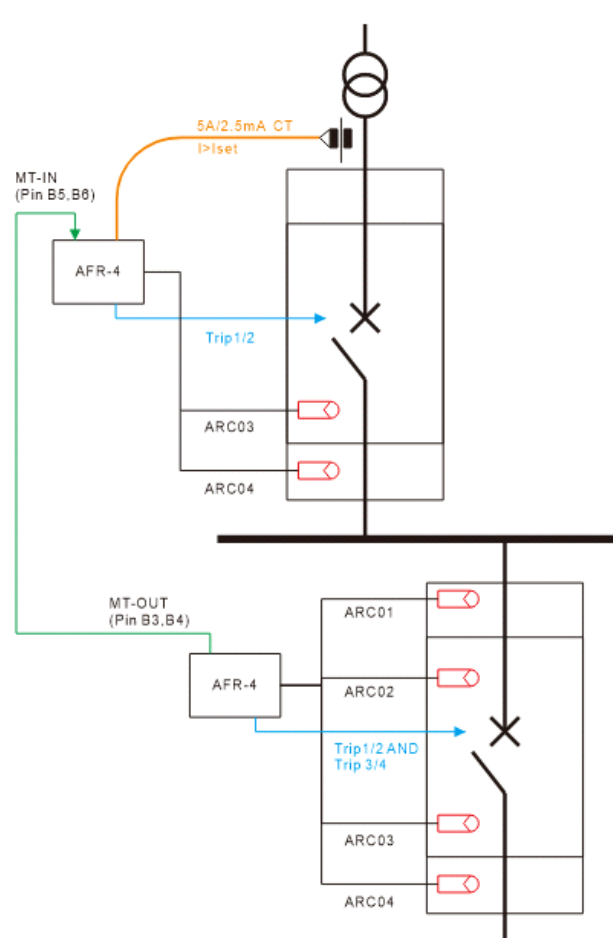 5A/2.5mA CT
I>Iset
MT-IN
(Pin B5,B6)
AFR-4
Trip1/2
ARC03
ARC04
MT-OUT
(Pin B3,B4)
ARC01
AFR-4
ARC02
Trip1/2 AND
Trip 3/4
ARC03
ARC04